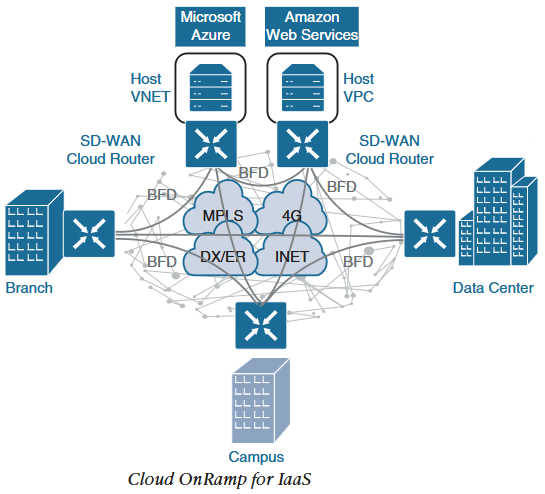 Microsoft
Azure
Amazon
Web Services
Host
VNET
Host
VPC
SD-WAN
Cloud Router
SD-WAN
Cloud Router
BFD
BFD
BFD
MPLS
4G
DX/ER
INET
BFD
BFD
Branch
Data Center
Campus
Cloud OnRamp for IaaS